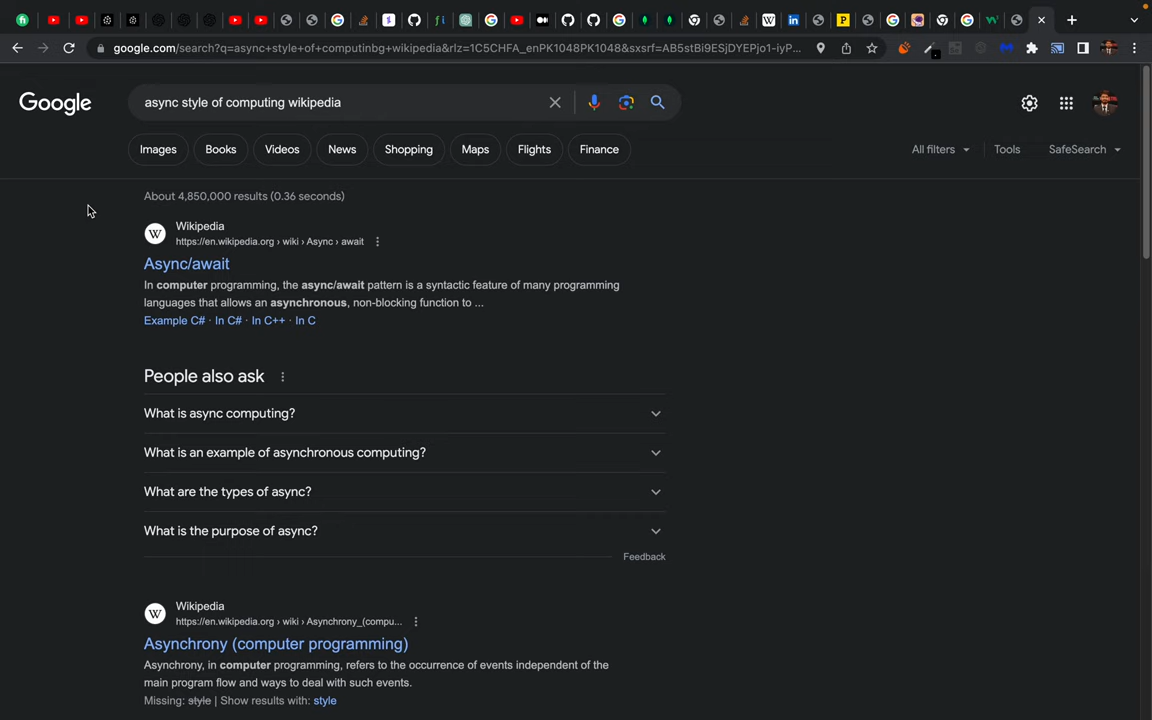 google.com/search?q=async+style+of+computinbg+wikipedia&rlz=1C5CHFA_enPK1048PK1048&sxsrf=AB5stBi9ESjDYEPjo1-iyP...
Google
async style of computing wikipedia
Images
Books
Videos
News
Shopping
Maps
Flights
Finance
All filters
Tools
SafeSearch
About 4,850,000 results (0.36 seconds)
W
Wikipedia
https://en.wikipedia.org › wiki › Async › await
Async/await
In computer programming, the async/await pattern is a syntactic feature of many programming
languages that allows an asynchronous, non-blocking function to ...
Example C# · In C# · In C++ · In C
People also ask
What is async computing?
What is an example of asynchronous computing?
What are the types of async?
What is the purpose of async?
Feedback
W
Wikipedia
https://en.wikipedia.org › wiki › Asynchrony_(compu...
Asynchrony (computer programming)
Asynchrony, in computer programming, refers to the occurrence of events independent of the
main program flow and ways to deal with such events.
Missing: style | Show results with: style